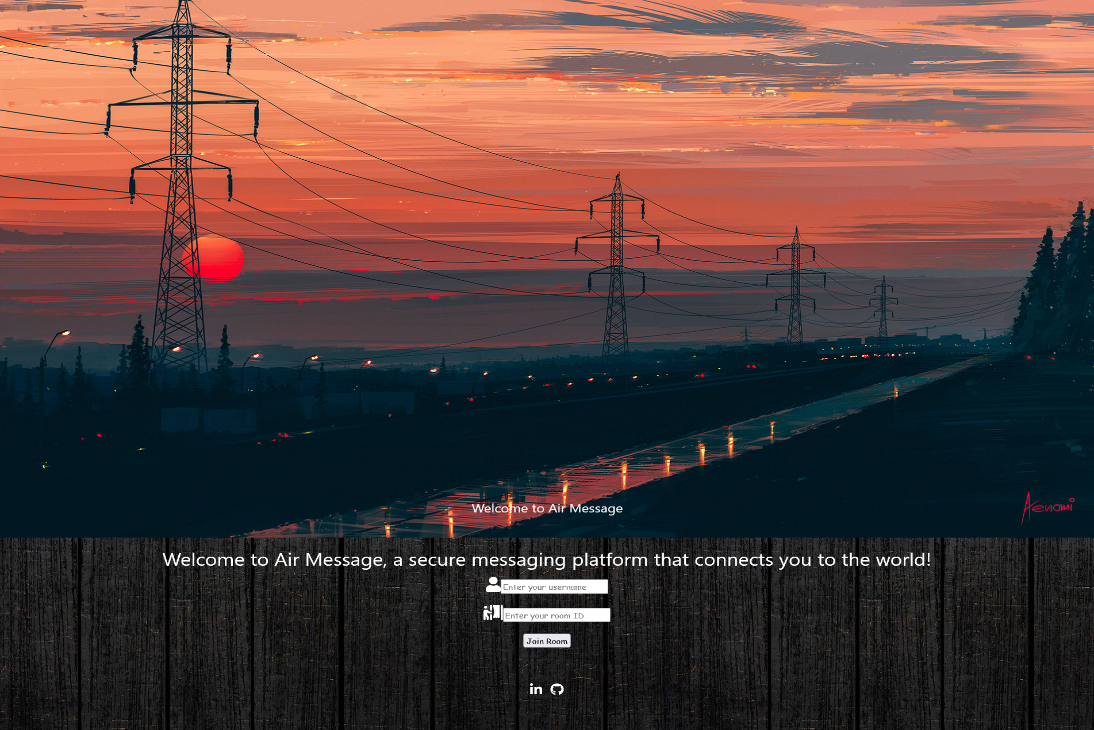 Welcome to Air Message
Aenami
Welcome to Air Message, a secure messaging platform that connects you to the world!
Enter your username
Enter your room ID
Join Room
in